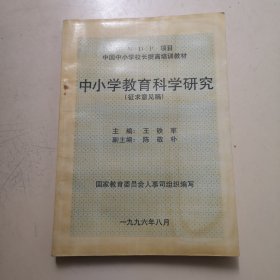 N·D·P 项目
中国中小学校长提高培训教材
中小学教育科学研究
(征求意见稿)
主编：王铁军
副主编：陈敬朴
国家教育委员会人事司组织编写
一九九六年八月